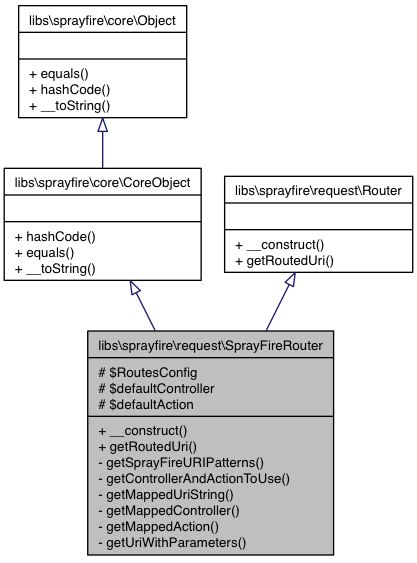 libs\sprayfire\core\Object
+ equals()
+ hashCode()
+ __toString()
libs\sprayfire\core\CoreObject
+ hashCode()
+ equals()
+ __toString()
libs\sprayfire\request\Router
+ __construct()
+ getRoutedUri()
libs\sprayfire\request\SprayFireRouter
# $RoutesConfig
# $defaultController
# $defaultAction
+ __construct()
+ getRoutedUri()
- getSprayFireURIPatterns()
- getControllerAndActionToUse()
- getMappedUriString()
- getMappedController()
- getMappedAction()
- getUriWithParameters()